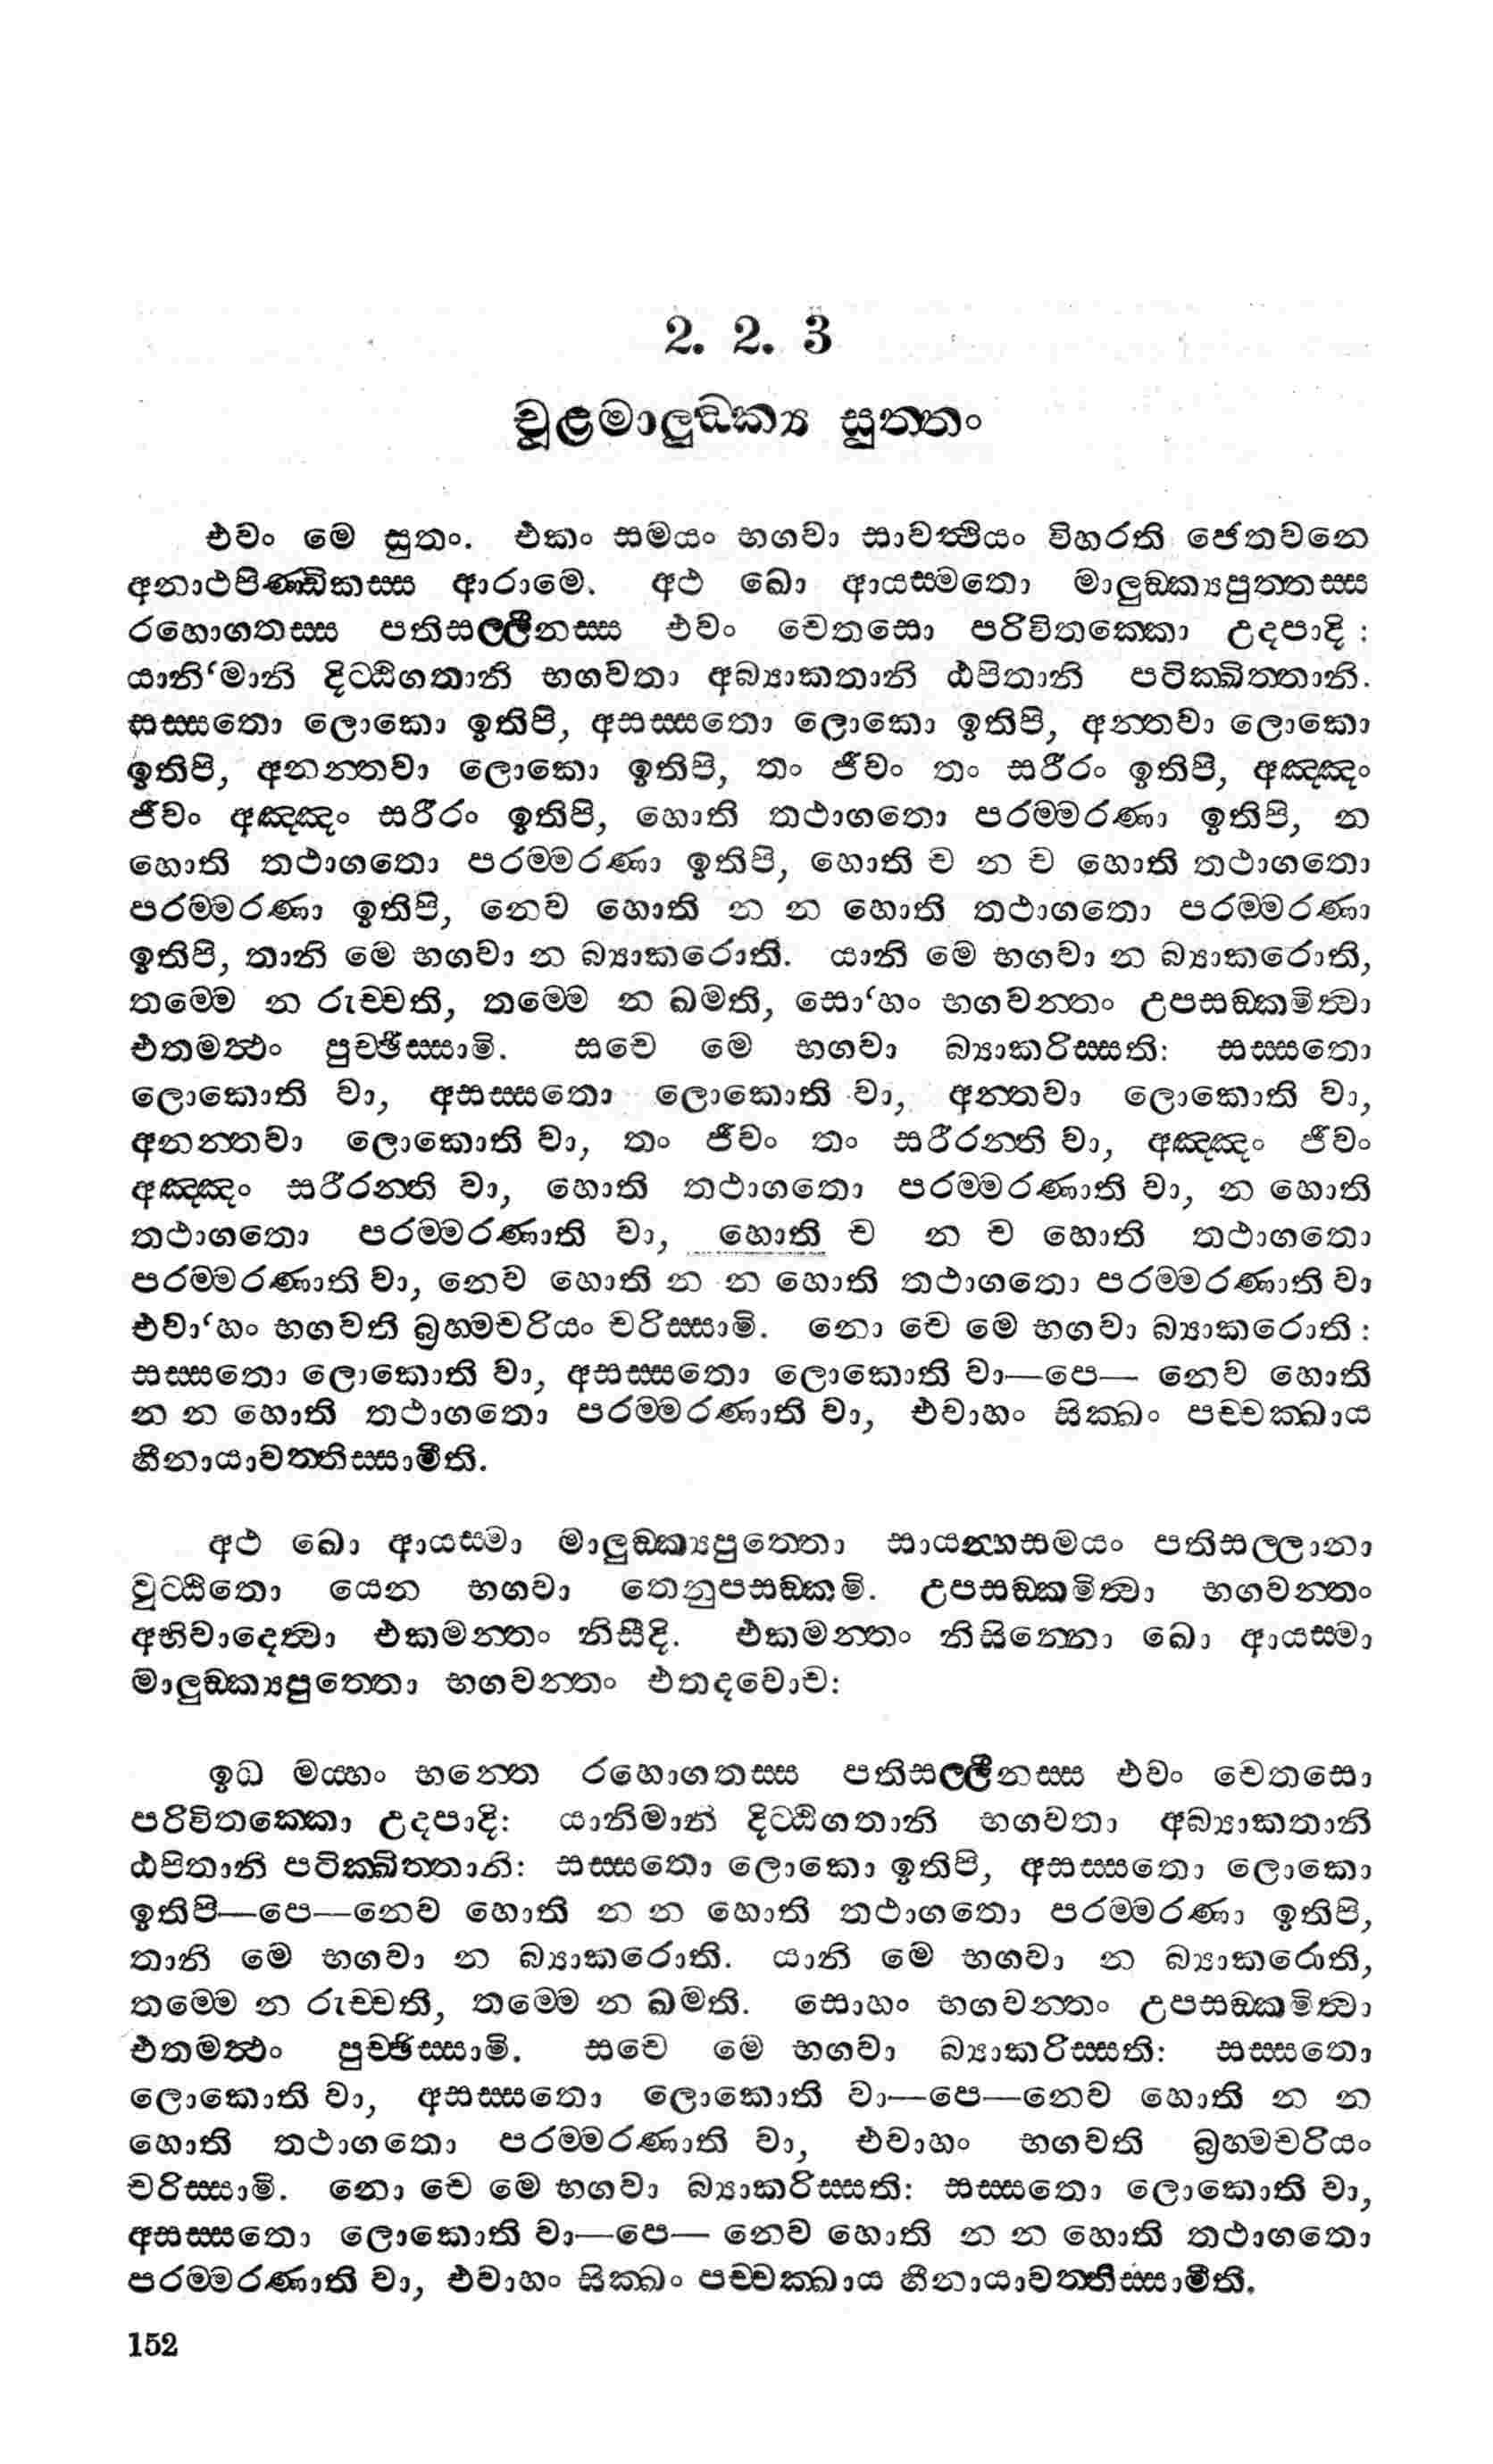 2. 2. 3
චූළමාලුඞ්ක්‍ය සුත්තං
එවං මෙ සුතං. එකං සමයං භගවා සාවත්ථියං විහරති ජෙතවනෙ
අනාථපිණ්ඩිකස්ස ආරාමෙ. අථ ඛො ආයස්මතො මාලුඞ්ක්‍යපුත්තස්ස
රහොගතස්ස පතිසල්ලීනස්ස එවං චෙතසො පරිවිතක්කො උදපාදි :
යානි‘මානි දිට්ඨිගතානි භගවතා අබ්‍යාකතානි ඨපිතානි පටික්ඛිත්තානි.
සස්සතො ලොකො ඉතිපි, අසස්සතො ලොකො ඉතිපි, අන්තවා ලොකො
ඉතිපි, අනන්තවා ලොකො ඉතිපි, තං ජීවං තං සරීරං ඉතිපි, අඤ්ඤං
ජීවං අඤ්ඤං සරීරං ඉතිපි, හොති තථාගතො පරම්මරණා ඉතිපි, න
හොති තථාගතො පරම්මරණා ඉතිපි, හොති ච න ච හොති තථාගතො
පරම්මරණා ඉතිපි, නෙව හොති න න හොති තථාගතො පරම්මරණා
ඉතිපි, තානි මෙ භගවා න බ්‍යාකරොති. යානි මෙ භගවා න බ්‍යාකරොති,
තම්මෙ න රුච්චති, තම්මෙ න ඛමති, සො‘හං භගවන්තං උපසඞ්කමිත්වා
එතමත්ථං පුච්ඡිස්සාමි. සචෙ මෙ භගවා බ්‍යාකරිස්සති: සස්සතො
ලොකොති වා, අසස්සතො ලොකොති වා, අන්තවා ලොකොති වා,
අනන්තවා ලොකොති වා, තං ජීවං තං සරීරන්ති වා, අඤ්ඤං ජීවං
අඤ්ඤං සරීරන්ති වා, හොති තථාගතො පරම්මරණාති වා, න හොති
තථාගතො පරම්මරණාති වා, හොති ච න ච හොති තථාගතො
පරම්මරණාති වා, නෙව හොති න න හොති තථාගතො පරම්මරණාති වා
එවා‘හං භගවති බ්‍රහ්මචරියං චරිස්සාමි. නො චෙ මෙ භගවා බ්‍යාකරොති :
සස්සතො ලොකොති වා, අසස්සතො ලොකොති වා—පෙ— නෙව හොති
න න හොති තථාගතො පරම්මරණාති වා, එවාහං සික්ඛං පච්චක්ඛාය
හීනායාවත්තිස්සාමීති.
අථ ඛො ආයස්මා මාලුඞ්ක්‍යපුත්තො සායන්හසමයං පතිසල්ලානා
වුට්ඨිතො යෙන භගවා තෙනුපසඞ්කමි. උපසඞ්කමිත්වා භගවන්තං
අභිවාදෙත්වා එකමන්තං නිසීදි. එකමන්තං නිසින්නො ඛො ආයස්මා
මාලුඞ්ක්‍යපුත්තො භගවන්තං එතදවොච:
ඉධ මය්හං භන්තෙ රහොගතස්ස පතිසල්ලීනස්ස එවං චෙතසො
පරිවිතක්කො උදපාදි: යානිමානි දිට්ඨිගතානි භගවතා අබ්‍යාකතානි
ඨපිතානි පටික්ඛිත්තානි: සස්සතො ලොකො ඉතිපි, අසස්සතො ලොකො
ඉතිපි—පෙ—නෙව හොති න න හොති තථාගතො පරම්මරණා ඉතිපි,
තානි මෙ භගවා න බ්‍යාකරොති. යානි මෙ භගවා න බ්‍යාකරොති,
තම්මෙ න රුච්චති, තම්මෙ න ඛමති. සොහං භගවන්තං උපසඞ්කමිත්වා
එතමත්ථං පුච්ඡිස්සාමි. සචෙ මෙ භගවා බ්‍යාකරිස්සති: සස්සතො
ලොකොති වා, අසස්සතො ලොකොති වා—පෙ—නෙව හොති න න
හොති තථාගතො පරම්මරණාති වා, එවාහං භගවති බ්‍රහ්මචරියං
චරිස්සාමි. නො චෙ මෙ භගවා බ්‍යාකරිස්සති: සස්සතො ලොකොති වා,
අසස්සතො ලොකොති වා—පෙ— නෙව හොති න න හොති තථාගතො
පරම්මරණාති වා, එවාහං සික්ඛං පච්චක්ඛාය හීනායාවත්තිස්සාමීති.
152